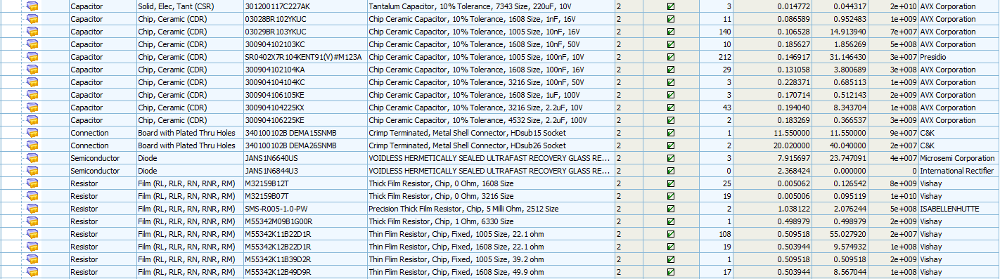 Capacitor Solid, Elec, Tant (CSR) 301200117C227AK Tantalum Capacitor, 10% Tolerance, 7343 Size, 220uF, 10V 2 3 0.014772 0.044317 2e+010 AVX Corporation
Capacitor Chip, Ceramic (CDR) 03028BR102YKUC Chip Ceramic Capacitor, 10% Tolerance, 1608 Size, 1nF, 16V 2 11 0.086589 0.952483 1e+009 AVX Corporation
Capacitor Chip, Ceramic (CDR) 03029BR103YKUC Chip Ceramic Capacitor, 10% Tolerance, 1005 Size, 10nF, 16V 2 140 0.106528 14.913940 7e+007 AVX Corporation
Capacitor Chip, Ceramic (CDR) 300904102103KC Chip Ceramic Capacitor, 10% Tolerance, 1608 Size, 10nF, 50V 2 10 0.185627 1.856269 5e+008 AVX Corporation
Capacitor Chip, Ceramic (CDR) SR0402X7R104KENT91(V)#M123A Chip Ceramic Capacitor, 10% Tolerance, 1005 Size, 100nF, 10V 2 212 0.146917 31.146430 3e+007 Presidio
Capacitor Chip, Ceramic (CDR) 300904102104KA Chip Ceramic Capacitor, 10% Tolerance, 1608 Size, 100nF, 16V 2 29 0.131058 3.800689 3e+008 AVX Corporation
Capacitor Chip, Ceramic (CDR) 300904104104KC Chip Ceramic Capacitor, 10% Tolerance, 3216 Size, 100nF, 50V 2 3 0.228371 0.685113 1e+009 AVX Corporation
Capacitor Chip, Ceramic (CDR) 300904106105KE Chip Ceramic Capacitor, 10% Tolerance, 1608 Size, 1uF, 100V 2 3 0.170714 0.512143 2e+009 AVX Corporation
Capacitor Chip, Ceramic (CDR) 300904104225KX Chip Ceramic Capacitor, 10% Tolerance, 3216 Size, 2.2uF, 10V 2 43 0.194040 8.343704 1e+008 AVX Corporation
Capacitor Chip, Ceramic (CDR) 300904106225KE Chip Ceramic Capacitor, 10% Tolerance, 4532 Size, 2.2uF, 100V 2 2 0.183269 0.366537 3e+009 AVX Corporation
Connection Board with Plated Thru Holes 340100102B DEMA15SNMB Crimp Terminated, Metal Shell Connector, HDsub15 Socket 2 1 11.550000 11.550000 9e+007 C&K
Connection Board with Plated Thru Holes 340100102B DEMA26SNMB Crimp Terminated, Metal Shell Connector, HDsub26 Socket 2 2 20.020000 40.040000 2e+007 C&K
Semiconductor Diode JANS1N6640US VOIDLESS HERMETICALLY SEALED ULTRAFAST RECOVERY GLASS RE... 2 3 7.915697 23.747091 4e+007 Microsemi Corporation
Semiconductor Diode JANS1N6844U3 VOIDLESS HERMETICALLY SEALED ULTRAFAST RECOVERY GLASS RE... 2 0 2.368424 0.000000 0 International Rectifier
Resistor Film (RL, RLR, RN, RNR, RM) M32159B12T Thick Film Resistor, Chip, 0 Ohm, 1608 Size 2 25 0.005062 0.126542 8e+009 Vishay
Resistor Film (RL, RLR, RN, RNR, RM) M32159B07T Thick Film Resistor, Chip, 0 Ohm, 3216 Size 2 19 0.005006 0.095119 1e+010 Vishay
Resistor Film (RL, RLR, RN, RNR, RM) SMS-R005-1.0-PW Precision Thick Film Resistor, Chip, 5 Milli Ohm, 2512 Size 2 2 1.038122 2.076244 5e+008 ISABELLENHUTTE
Resistor Film (RL, RLR, RN, RNR, RM) M55342M09B1G00R Thick Film Resistor, Chip, 1 Ohm, 6330 Size 2 1 0.498979 0.498979 2e+009 Vishay
Resistor Film (RL, RLR, RN, RNR, RM) M55342K11B22D1R Thin Flim Resistor, Chip, Fixed, 1005 Size, 22.1 ohm 2 108 0.509518 55.027920 2e+007 Vishay
Resistor Film (RL, RLR, RN, RNR, RM) M55342K12B22D1R Thin Flim Resistor, Chip, Fixed, 1608 Size, 22.1 ohm 2 19 0.503944 9.574932 1e+008 Vishay
Resistor Film (RL, RLR, RN, RNR, RM) M55342K11B39D2R Thin Flim Resistor, Chip, Fixed, 1005 Size, 39.2 ohm 2 1 0.509518 0.509518 2e+009 Vishay
Resistor Film (RL, RLR, RN, RNR, RM) M55342K12B49D9R Thin Flim Resistor, Chip, Fixed, 1608 Size, 49.9 ohm 2 17 0.503944 8.567044 1e+008 Vishay